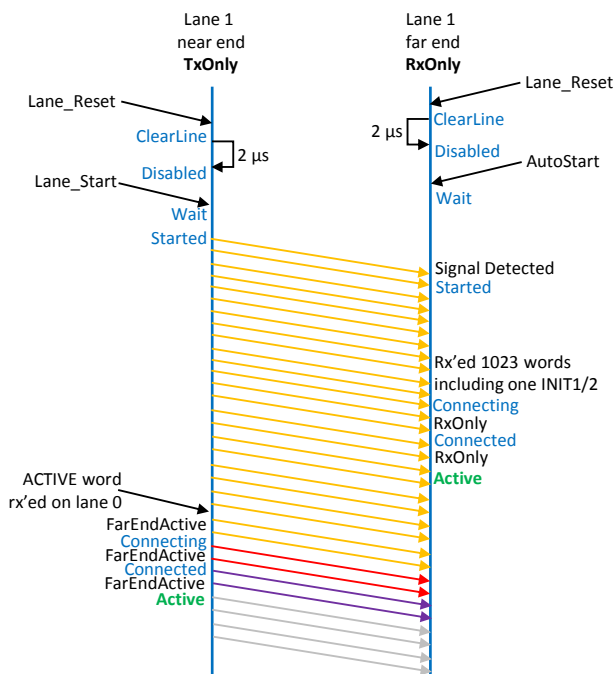 Lane 1
near end
TxOnly
Lane 1
far end
RxOnly
Lane_Reset
Lane_Reset
ClearLine
ClearLine
2 µs
2 µs
Disabled
Disabled
Lane_Start
AutoStart
Wait
Wait
Started
Signal Detected
Started
Rx'ed 1023 words
including one INIT1/2
Connecting
RxOnly
Connected
RxOnly
Active
ACTIVE word
rx'ed on lane 0
FarEndActive
Connecting
FarEndActive
Connected
FarEndActive
Active